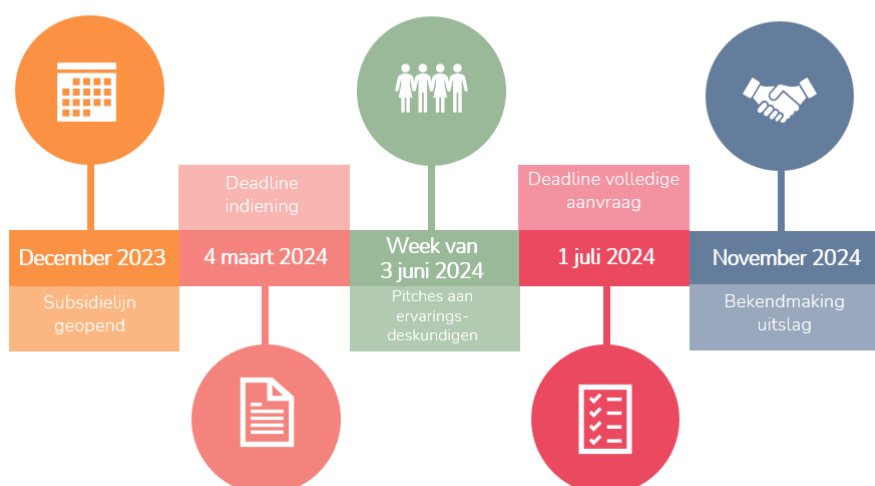 December 2023
Subsidielijn
geopend
Deadline
indiening
4 maart 2024
Week van
3 juni 2024
Pitches aan
ervarings-
deskundigen
Deadline volledige
aanvraag
1 juli 2024
November 2024
Bekendmaking
uitslag